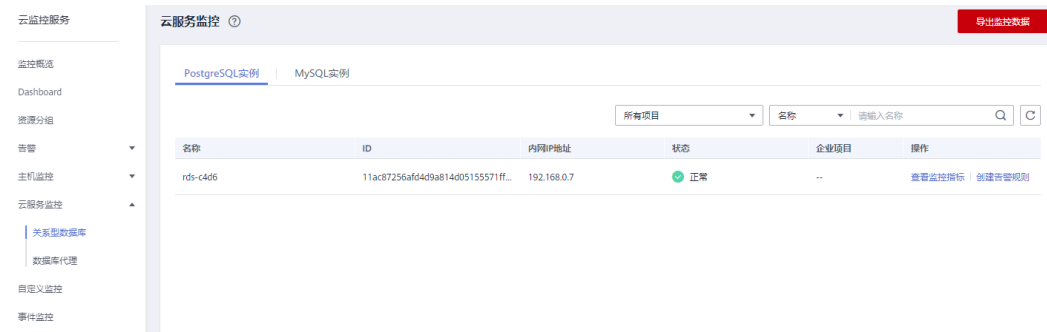 云监控服务
监控概览
Dashboard
资源分组
告警
主机监控
云服务监控
关系型数据库
数据库代理
自定义监控
事件监控
云服务监控
导出监控数据
PostgreSQL实例 MySQL实例
所有项目 名称 请输入名称
名称 ID 内网IP地址 状态 企业项目 操作
rds-c4d6 11ac87256afd4d9a814d05155571ff... 192.168.0.7 正常 -- 查看监控指标 创建告警规则